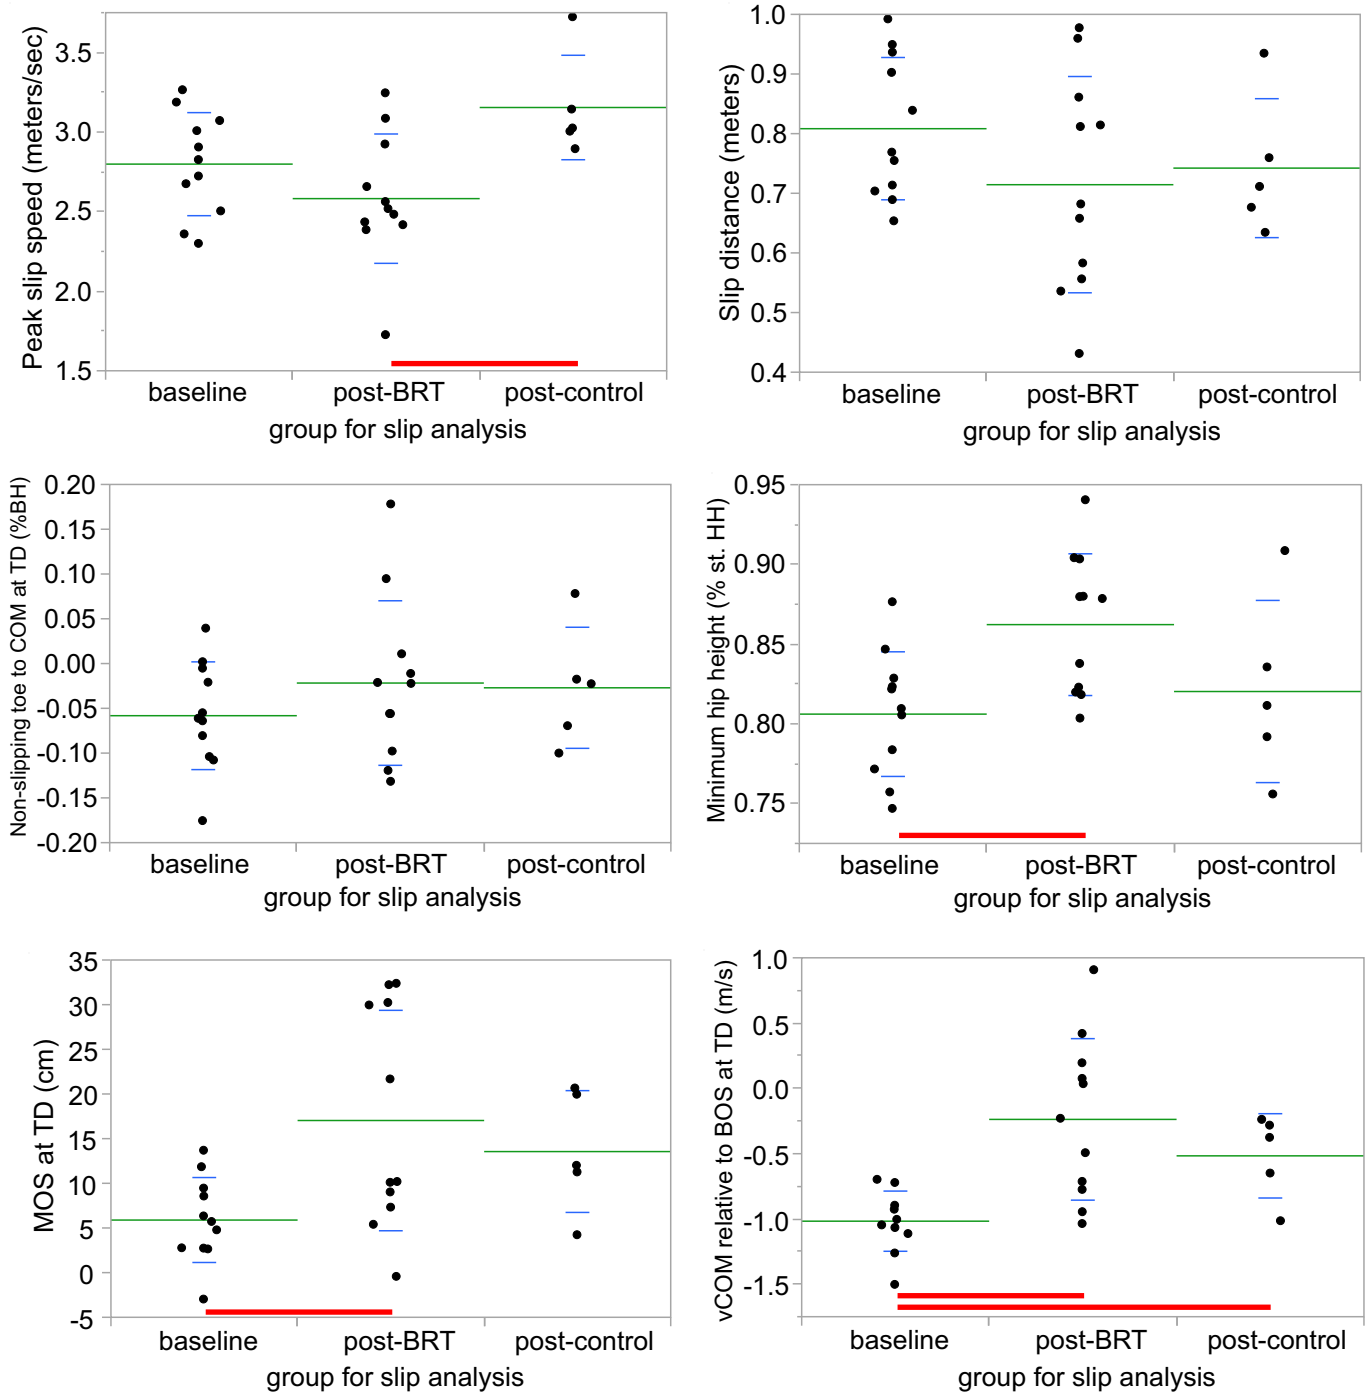 Peak slip speed (meters/sec)
3.5
3.0
2.5
2.0
1.5
baseline post-BRT post-control
group for slip analysis
Slip distance (meters)
1.0
0.9
0.8
0.7
0.6
0.5
0.4
baseline post-BRT post-control
group for slip analysis
Non-slipping toe to COM at TD (%BH)
0.20
0.15
0.10
0.05
0.00
-0.05
-0.10
-0.15
-0.20
baseline post-BRT post-control
group for slip analysis
Minimum hip height (% st. HH)
0.95
0.90
0.85
0.80
0.75
baseline post-BRT post-control
group for slip analysis
MOS at TD (cm)
35
30
25
20
15
10
5
0
-5
baseline post-BRT post-control
group for slip analysis
vCOM relative to BOS at TD (m/s)
1.0
0.5
0.0
-0.5
-1.0
-1.5
baseline post-BRT post-control
group for slip analysis